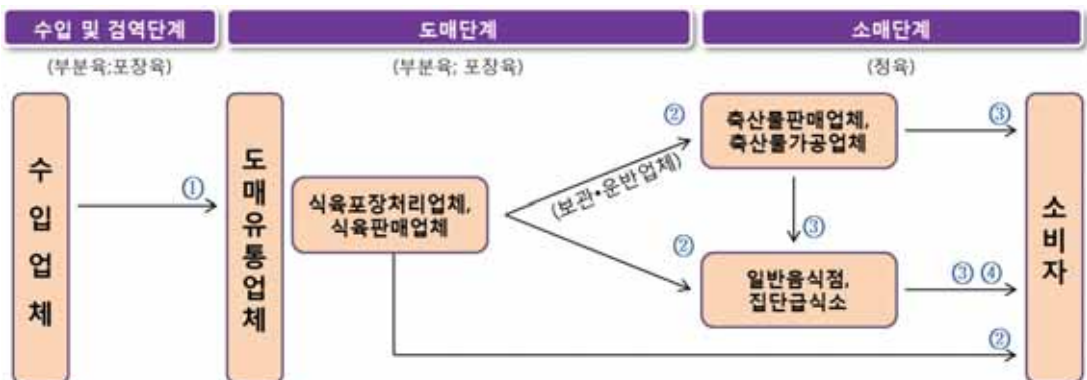 수입 및 검역단계
도매단계
소매단계
(부분육;포장육)
(부분육; 포장육)
(정육)
수입업체
①
도매유통업체
식육포장처리업체,
식육판매업체
②
(보관•운반업체)
②
축산물판매업체,
축산물가공업체
③
③
일반음식점,
집단급식소
③ ④
②
소비자